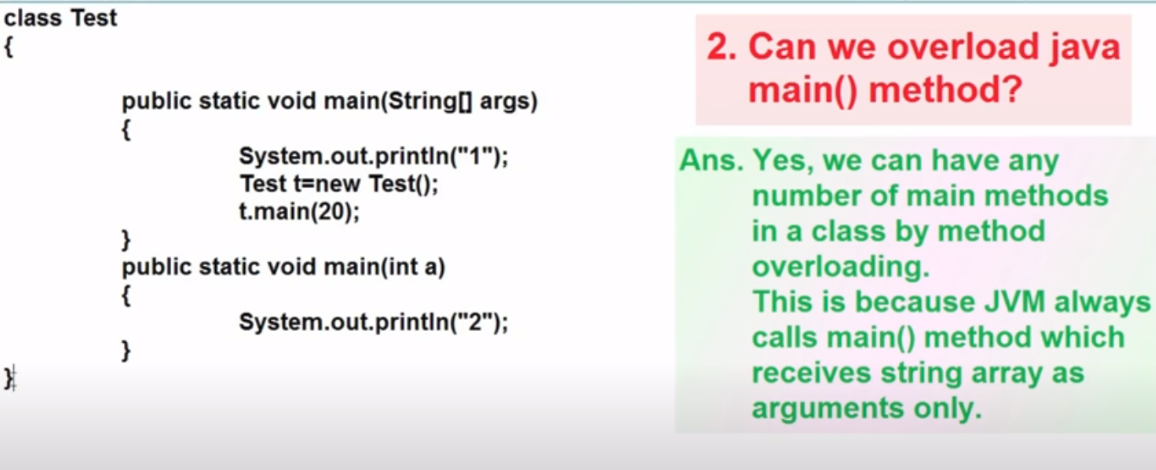 class Test
{
public static void main(String[] args)
{
System.out.println("1");
Test t=new Test();
t.main(20);
}
public static void main(int a)
{
System.out.println("2");
}
}
2. Can we overload java
main() method?
Ans. Yes, we can have any
number of main methods
in a class by method
overloading.
This is because JVM always
calls main() method which
receives string array as
arguments only.